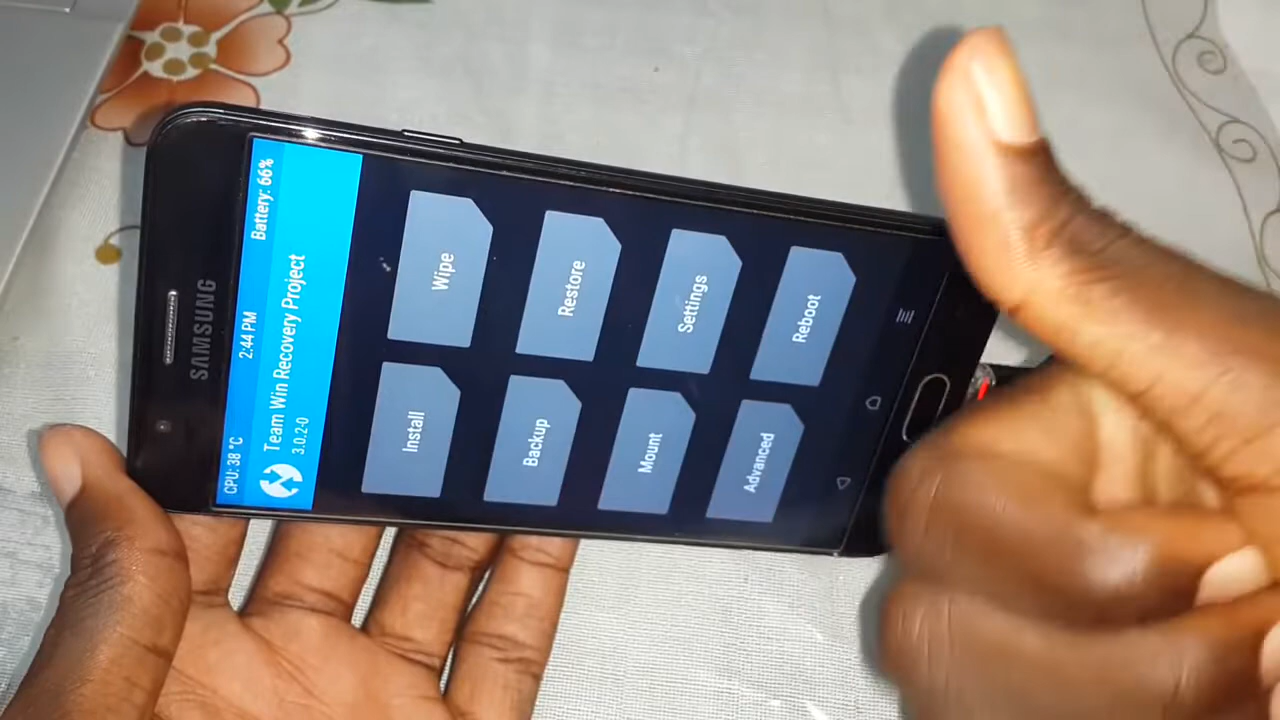 SAMSUNG
CPU: 38 °C 2:44 PM Battery: 66%
Team Win Recovery Project
3.0.2-0
Install Wipe
Backup Restore
Mount Settings
Advanced Reboot